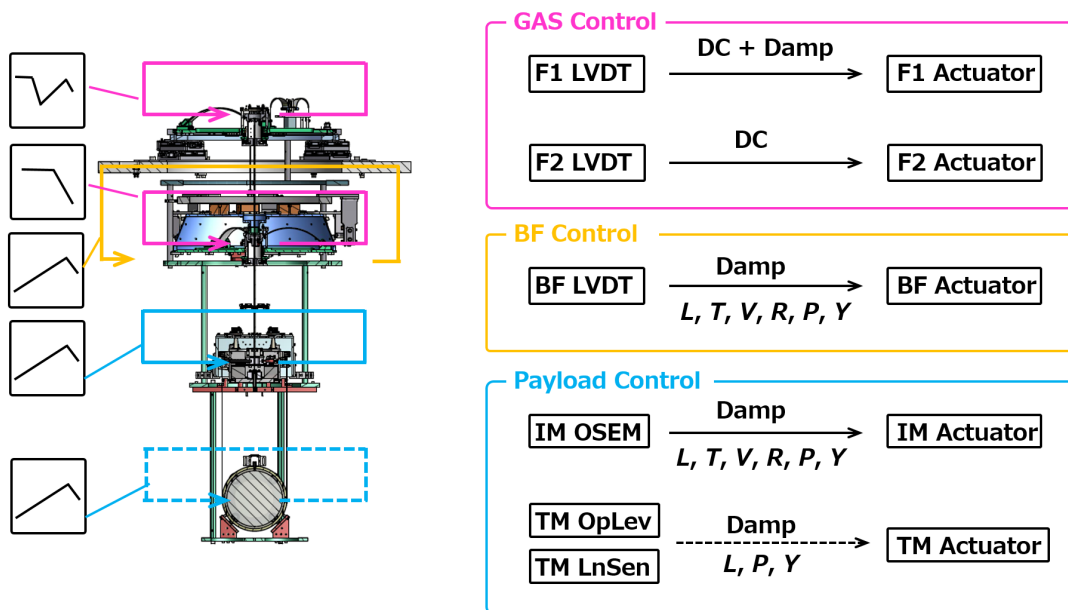 GAS Control
F1 LVDT
DC + Damp
F1 Actuator
F2 LVDT
DC
F2 Actuator
BF Control
BF LVDT
Damp
L, T, V, R, P, Y
BF Actuator
Payload Control
IM OSEM
Damp
L, T, V, R, P, Y
IM Actuator
TM OpLev
TM LnSen
Damp
L, P, Y
TM Actuator